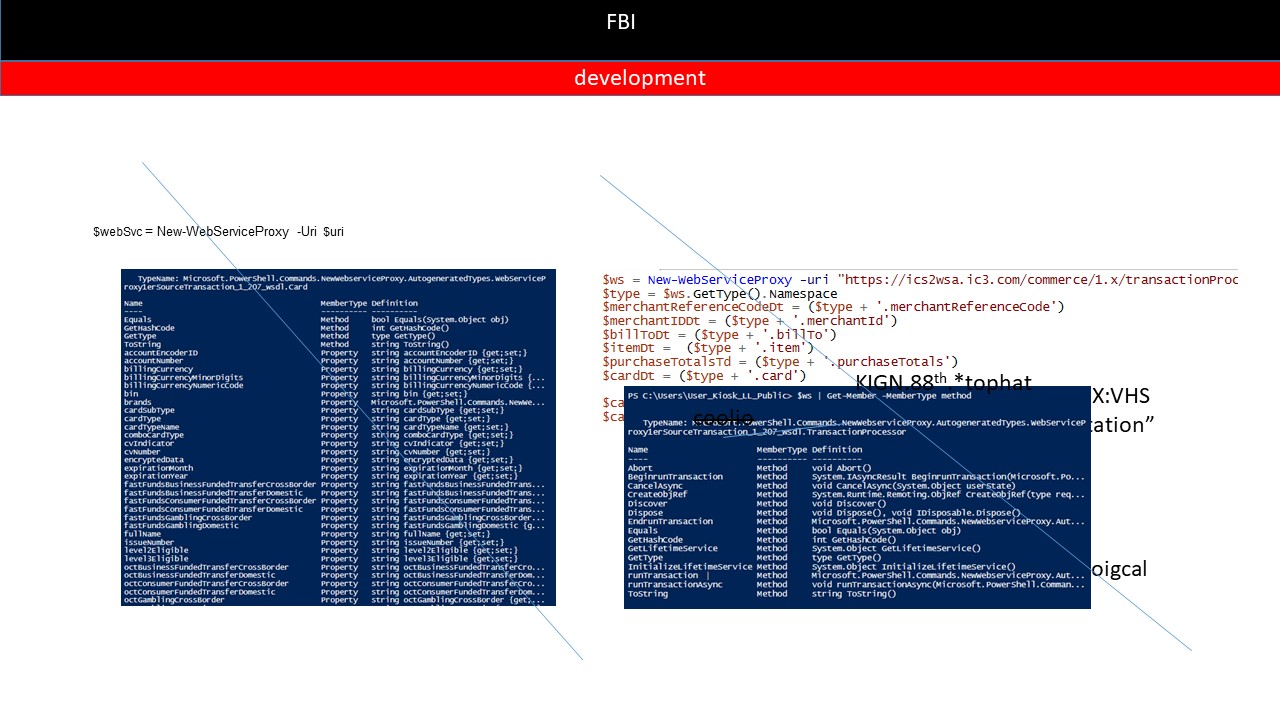 FBI
development
$webSvc = New-WebServiceProxy -Uri $uri
TypeName: Microsoft.PowerShell.Commands.NewWebserviceProxy.AutogeneratedTypes.WebServiceP
roxy1erSourceTransaction_1_207_wsdl.Card
Name MemberType Definition
---- ---------- ----------
Equals Method bool Equals(System.Object obj)
GetHashCode Method int GetHashCode()
GetType Method type GetType()
ToString Method string ToString()
accountEncoderID Property string accountEncoderID {get;set;}
accountNumber Property string accountNumber {get;set;}
billingCurrency Property string billingCurrency {get;set;}
billingCurrencyMinorDigits Property string billingCurrencyMinorDigits {...
billingCurrencyNumericCode Property string billingCurrencyNumericCode {...
bin Property string bin {get;set;}
brands Property Microsoft.PowerShell.Commands.NewWe...
cardSubType Property string cardSubType {get;set;}
cardType Property string cardType {get;set;}
cardTypeName Property string cardTypeName {get;set;}
comboCardType Property string comboCardType {get;set;}
cvIndicator Property string cvIndicator {get;set;}
cvNumber Property string cvNumber {get;set;}
encryptedData Property string encryptedData {get;set;}
expirationMonth Property string expirationMonth {get;set;}
expirationYear Property string expirationYear {get;set;}
fastFundsBusinessFundedTransferCrossBorder Property string fastFundsBusinessFundedTrans...
fastFundsBusinessFundedTransferDomestic Property string fastFundsBusinessFundedTrans...
fastFundsConsumerFundedTransferCrossBorder Property string fastFundsConsumerFundedTrans...
fastFundsConsumerFundedTransferDomestic Property string fastFundsConsumerFundedTrans...
fastFundsGamblingCrossBorder Property string fastFundsGamblingCrossBorder...
fastFundsGamblingDomestic Property string fastFundsGamblingDomestic {g...
fullName Property string fullName {get;set;}
issueNumber Property string issueNumber {get;set;}
level2Eligible Property string level2Eligible {get;set;}
level3Eligible Property string level3Eligible {get;set;}
octBusinessFundedTransferCrossBorder Property string octBusinessFundedTransferCro...
octBusinessFundedTransferDomestic Property string octBusinessFundedTransferDom...
octConsumerFundedTransferCrossBorder Property string octConsumerFundedTransferCro...
octConsumerFundedTransferDomestic Property string octConsumerFundedTransferDom...
octGamblingCrossBorder Property string octGamblingCrossBorder {get;...
$ws = New-WebServiceProxy -uri "https://ics2wsa.ic3.com/commerce/1.x/transactionProc
$type = $ws.GetType().Namespace
$merchantReferenceCodeDt = ($type + '.merchantReferenceCode')
$merchantIDDt = ($type + '.merchantId')
$billToDt = ($type + '.billTo')
$itemDt = ($type + '.item')
$purchaseTotalsTd = ($type + '.purchaseTotals')
$cardDt = ($type + '.card')
KIGN.88th *tophat
X:VHS
$ca
$ca
coolio
tation”
PS C:\Users\User_Kiosk_LL_Public> $ws | Get-Member -MemberType method
TypeName: PowerShell.Commands.NewWebserviceProxy.AutogeneratedTypes.WebServiceP
roxy1erSourceTransaction_1_207_wsdl.TransactionProcessor
Name MemberType Definition
---- ---------- ----------
Abort Method void Abort()
BeginrunTransaction Method System.IAsyncResult BeginrunTransaction(Microsoft.Po...
CancelAsync Method void CancelAsync(System.Object userState)
CreateObjRef Method System.Runtime.Remoting.ObjRef CreateObjRef(type req...
Discover Method void Discover()
Dispose Method void Dispose(), void IDisposable.Dispose()
EndrunTransaction Method Microsoft.PowerShell.Commands.NewWebserviceProxy.Aut...
Equals Method bool Equals(System.Object obj)
GetHashCode Method int GetHashCode()
GetLifetimeService Method System.Object GetLifetimeService()
GetType Method type GetType()
InitializeLifetimeService Method System.Object InitializeLifetimeService()
runTransaction | Method Microsoft.PowerShell.Commands.NewWebserviceProxy.Aut...
runTransactionAsync Method void runTransactionAsync(Microsoft.PowerShell.Comman...
ToString Method string ToString()
oigcal